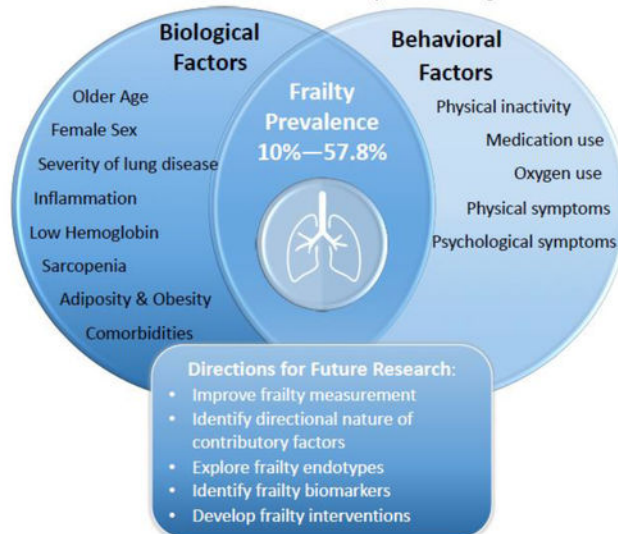 Biological
Factors
Older Age
Female Sex
Severity of lung disease
Inflammation
Low Hemoglobin
Sarcopenia
Adiposity & Obesity
Comorbidities
Frailty
Prevalence
10%—57.8%
Behavioral
Factors
Physical inactivity
Medication use
Oxygen use
Physical symptoms
Psychological symptoms
Directions for Future Research:
• Improve frailty measurement
• Identify directional nature of
contributory factors
• Explore frailty endotypes
• Identify frailty biomarkers
• Develop frailty interventions